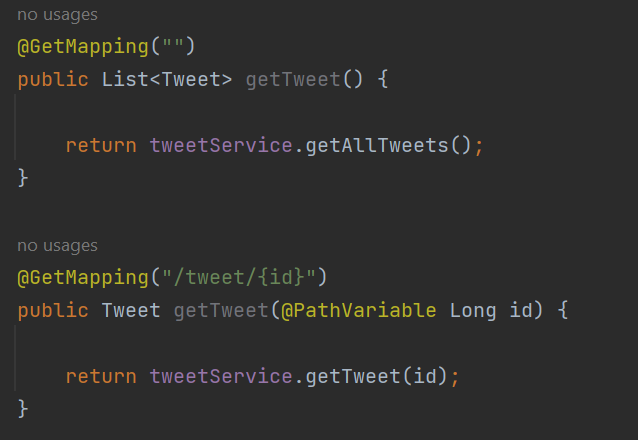 no usages
@GetMapping("")
public List<Tweet> getTweet() {
return tweetService.getAllTweets();
}
no usages
@GetMapping("/tweet/{id}")
public Tweet getTweet(@PathVariable Long id) {
return tweetService.getTweet(id);
}